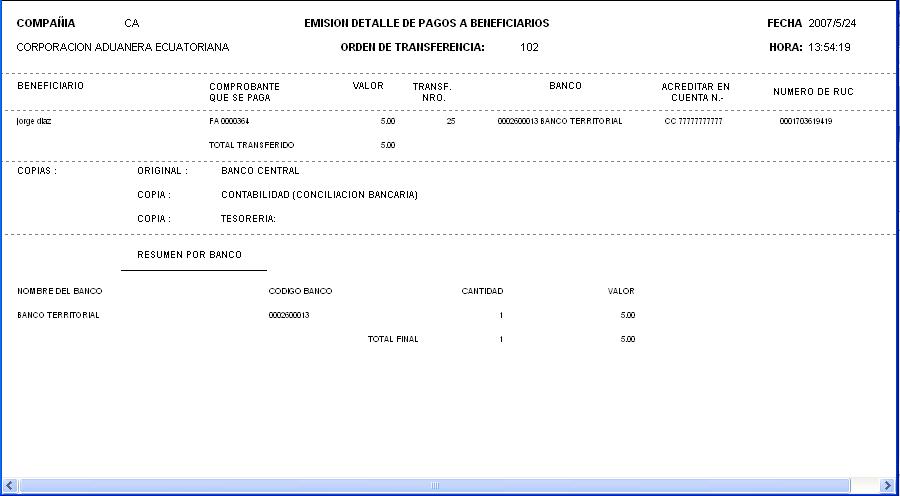 COMPAÑIA CA EMISION DETALLE DE PAGOS A BENEFICIARIOS FECHA 2007/5/24
CORPORACION ADUANERA ECUATORIANA ORDEN DE TRANSFERENCIA: 102 HORA: 13:54:19
BENEFICIARIO COMPROBANTE VALOR TRANSF. BANCO ACREDITAR EN NUMERO DE RUC
QUE SE PAGA NRO. CUENTA N.-
jorge diaz FA 0000364 5.00 25 0002600013 BANCO TERRITORIAL CC 77777777777 0001703619419
TOTAL TRANSFERIDO 5.00
COPIAS : ORIGINAL : BANCO CENTRAL
COPIA : CONTABILIDAD (CONCILIACION BANCARIA)
COPIA : TESORERIA:
RESUMEN POR BANCO
NOMBRE DEL BANCO CODIGO BANCO CANTIDAD VALOR
BANCO TERRITORIAL 0002600013 1 5.00
TOTAL FINAL 1 5.00